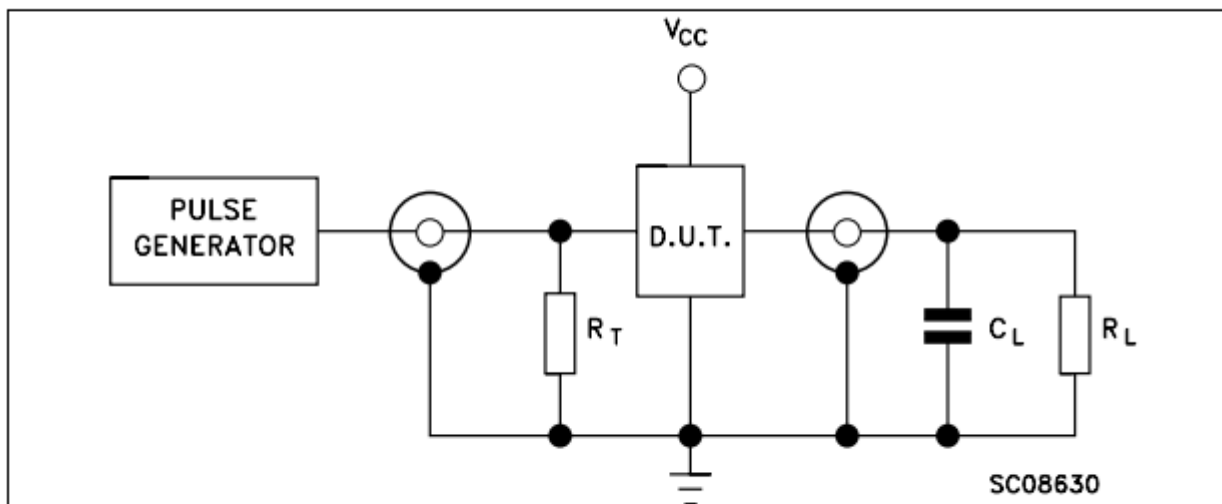 VCC
PULSE
GENERATOR
D.U.T.
RT
CL
RL
SC08630